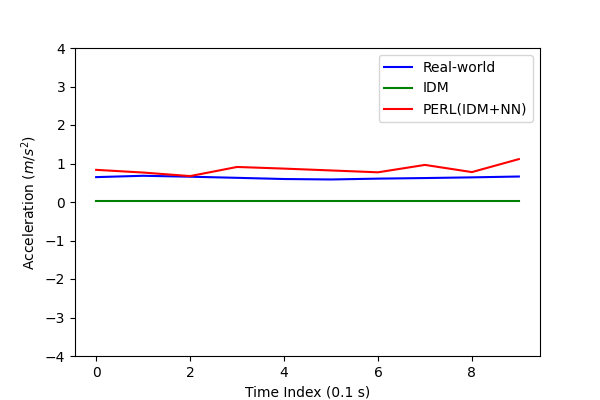 4
3
2
1
0
−1
−2
−3
−4
Acceleration (m/s²)
Real-world
IDM
PERL(IDM+NN)
0 2 4 6 8
Time Index (0.1 s)